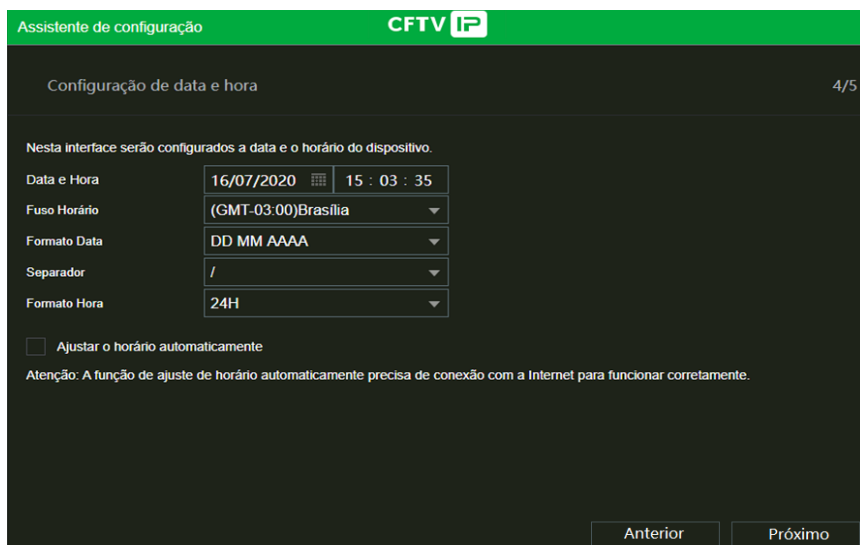 Assistente de configuração
CFTV IP
Configuração de data e hora 4/5
Nesta interface serão configurados a data e o horário do dispositivo.
Data e Hora 16/07/2020 15 : 03 : 35
Fuso Horário (GMT-03:00)Brasília
Formato Data DD MM AAAA
Separador /
Formato Hora 24H
Ajustar o horário automaticamente
Atenção: A função de ajuste de horário automaticamente precisa de conexão com a Internet para funcionar corretamente.
Anterior Próximo